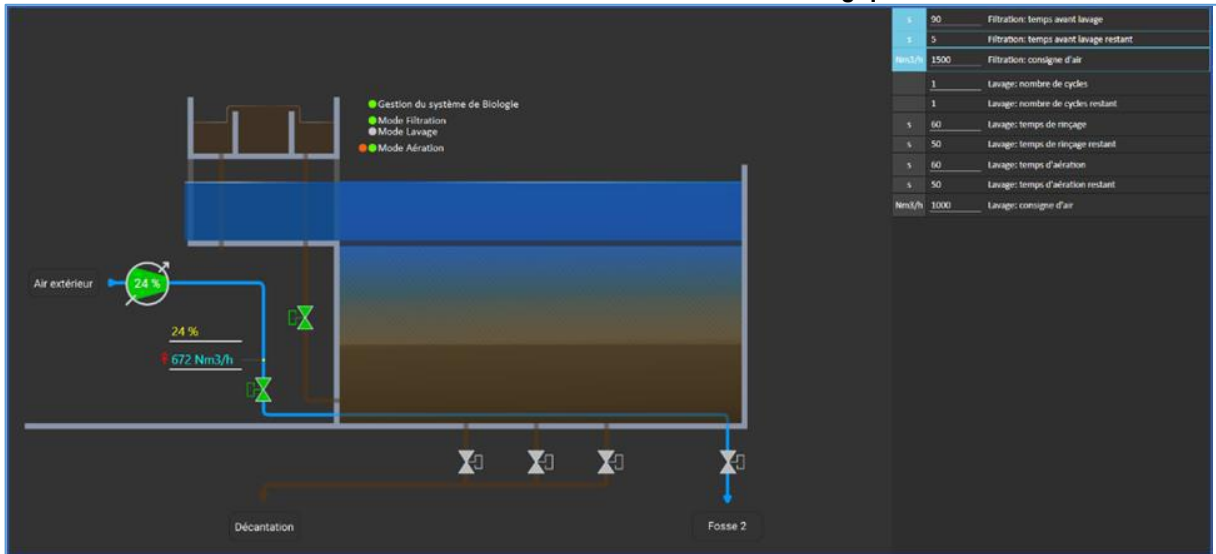 s 90 Filtration: temps avant lavage
s 5 Filtration: temps avant lavage restant
Nm3/h 1500 Filtration: consigne d'air
1 Lavage: nombre de cycles
1 Lavage: nombre de cycles restant
s 60 Lavage: temps de rinçage
s 50 Lavage: temps de rinçage restant
s 60 Lavage: temps d'aération
s 50 Lavage: temps d'aération restant
Nm3/h 1000 Lavage: consigne d'air
Gestion du système de Biologie
Mode Filtration
Mode Lavage
Mode Aération
Air extérieur
24 %
24 %
672 Nm3/h
Décantation
Fosse 2